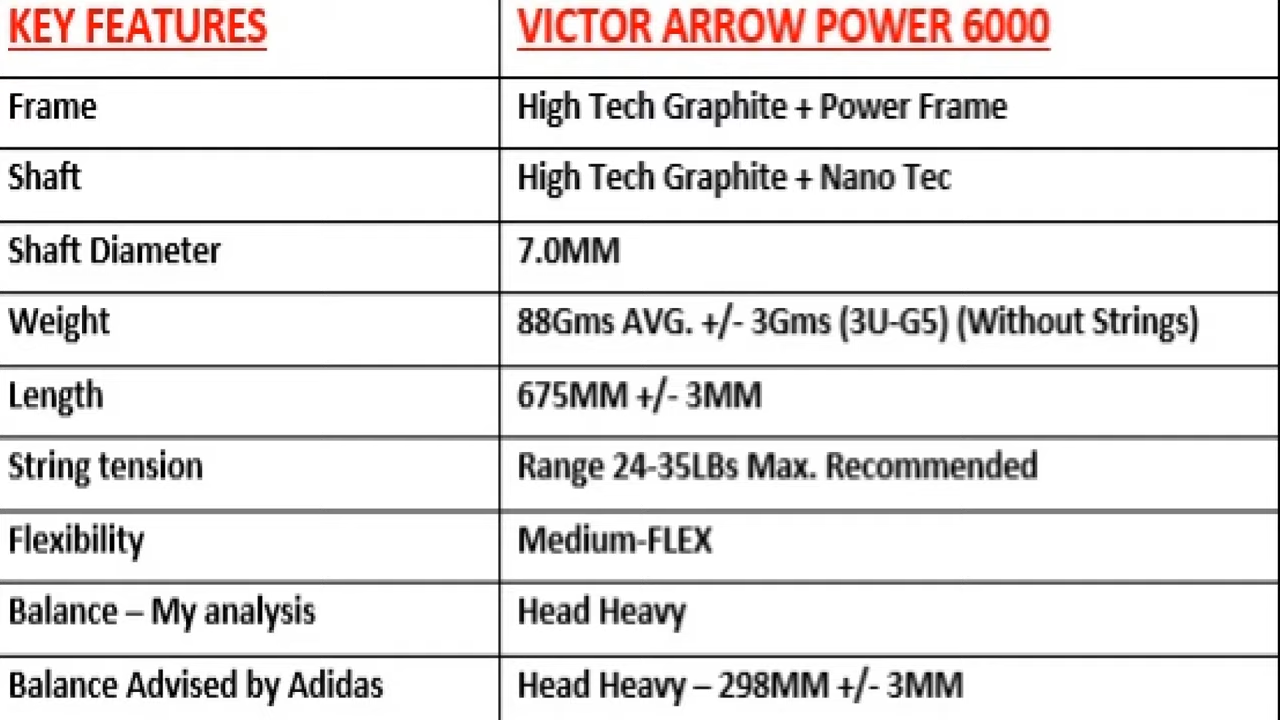 KEY FEATURES VICTOR ARROW POWER 6000
Frame High Tech Graphite + Power Frame
Shaft High Tech Graphite + Nano Tec
Shaft Diameter 7.0MM
Weight 88Gms AVG. +/- 3Gms (3U-G5) (Without Strings)
Length 675MM +/- 3MM
String tension Range 24-35LBs Max. Recommended
Flexibility Medium-FLEX
Balance – My analysis Head Heavy
Balance Advised by Adidas Head Heavy – 298MM +/- 3MM